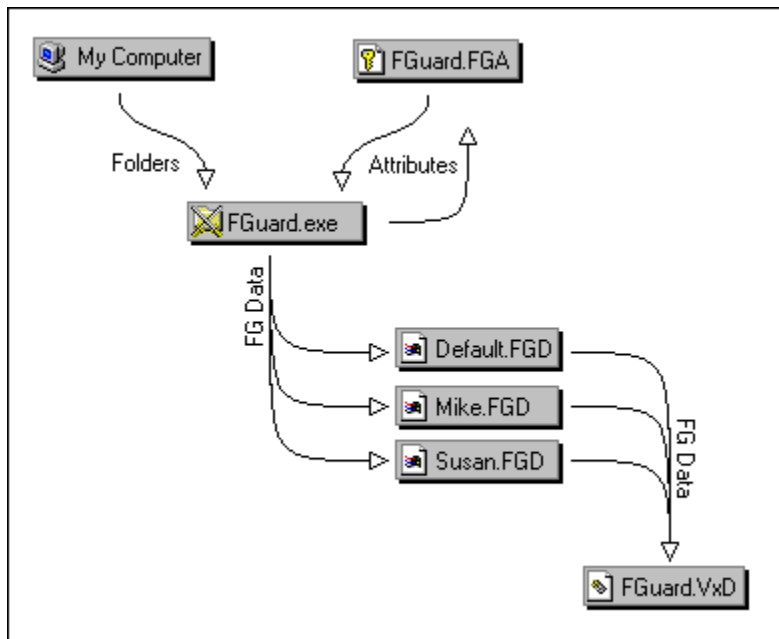 My Computer
FGuard.FGA
Folders
Attributes
FGuard.exe
FG Data
Default.FGD
Mike.FGD
Susan.FGD
FG Data
FGuard.VxD